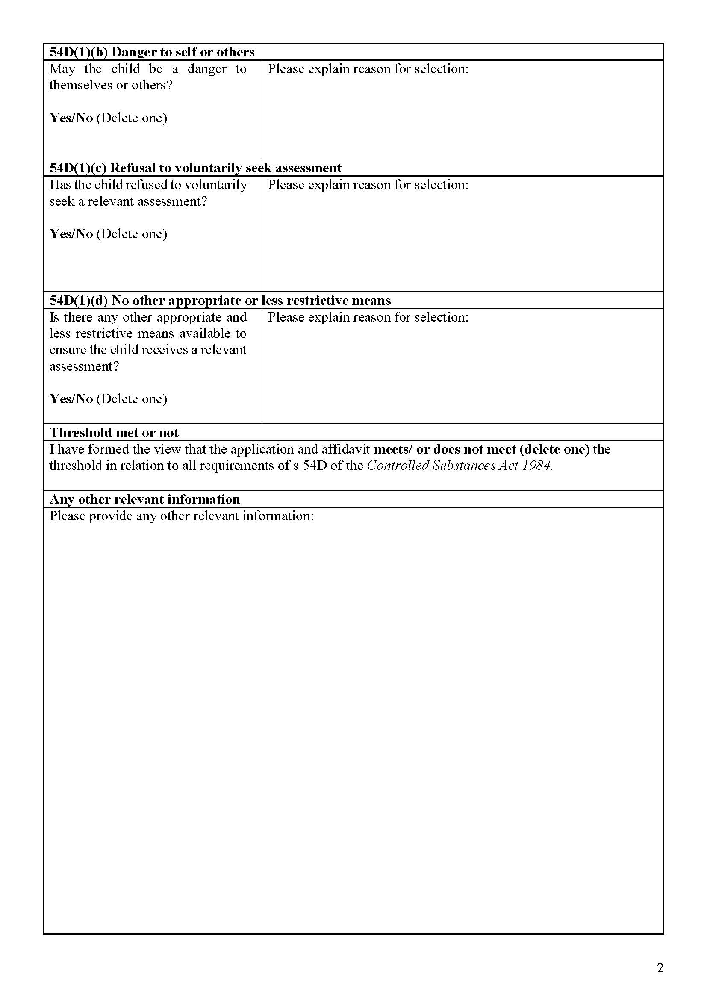 54D(1)(b) Danger to self or others
May the child be a danger to
themselves or others?
Yes/No (Delete one)
Please explain reason for selection:
54D(1)(c) Refusal to voluntarily seek assessment
Has the child refused to voluntarily
seek a relevant assessment?
Yes/No (Delete one)
Please explain reason for selection:
54D(1)(d) No other appropriate or less restrictive means
Is there any other appropriate and
less restrictive means available to
ensure the child receives a relevant
assessment?
Yes/No (Delete one)
Please explain reason for selection:
Threshold met or not
I have formed the view that the application and affidavit meets/ or does not meet (delete one) the
threshold in relation to all requirements of s 54D of the Controlled Substances Act 1984.
Any other relevant information
Please provide any other relevant information:
2